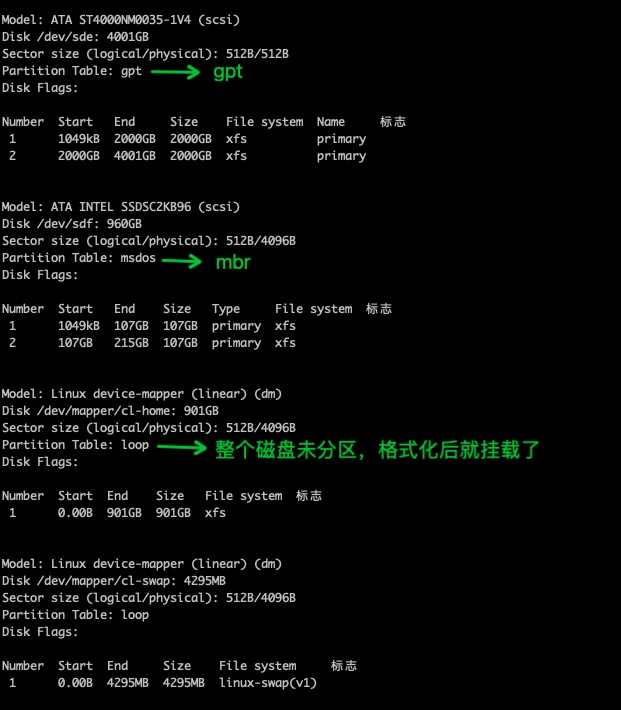 Model: ATA ST4000NM0035-1V4 (scsi)
Disk /dev/sde: 4001GB
Sector size (logical/physical): 512B/512B
Partition Table: gpt gpt
Disk Flags:
Number Start End Size File system Name 标志
1 1049kB 2000GB 2000GB xfs primary
2 2000GB 4001GB 2000GB xfs primary
Model: ATA INTEL SSDSC2KB96 (scsi)
Disk /dev/sdf: 960GB
Sector size (logical/physical): 512B/4096B
Partition Table: msdos mbr
Disk Flags:
Number Start End Size Type File system 标志
1 1049kB 107GB 107GB primary xfs
2 107GB 215GB 107GB primary xfs
Model: Linux device-mapper (linear) (dm)
Disk /dev/mapper/cl-home: 901GB
Sector size (logical/physical): 512B/4096B
Partition Table: loop 整个磁盘未分区，格式化后就挂载了
Disk Flags:
Number Start End Size File system 标志
1 0.00B 901GB 901GB xfs
Model: Linux device-mapper (linear) (dm)
Disk /dev/mapper/cl-swap: 4295MB
Sector size (logical/physical): 512B/4096B
Partition Table: loop
Disk Flags:
Number Start End Size File system 标志
1 0.00B 4295MB 4295MB linux-swap(v1)